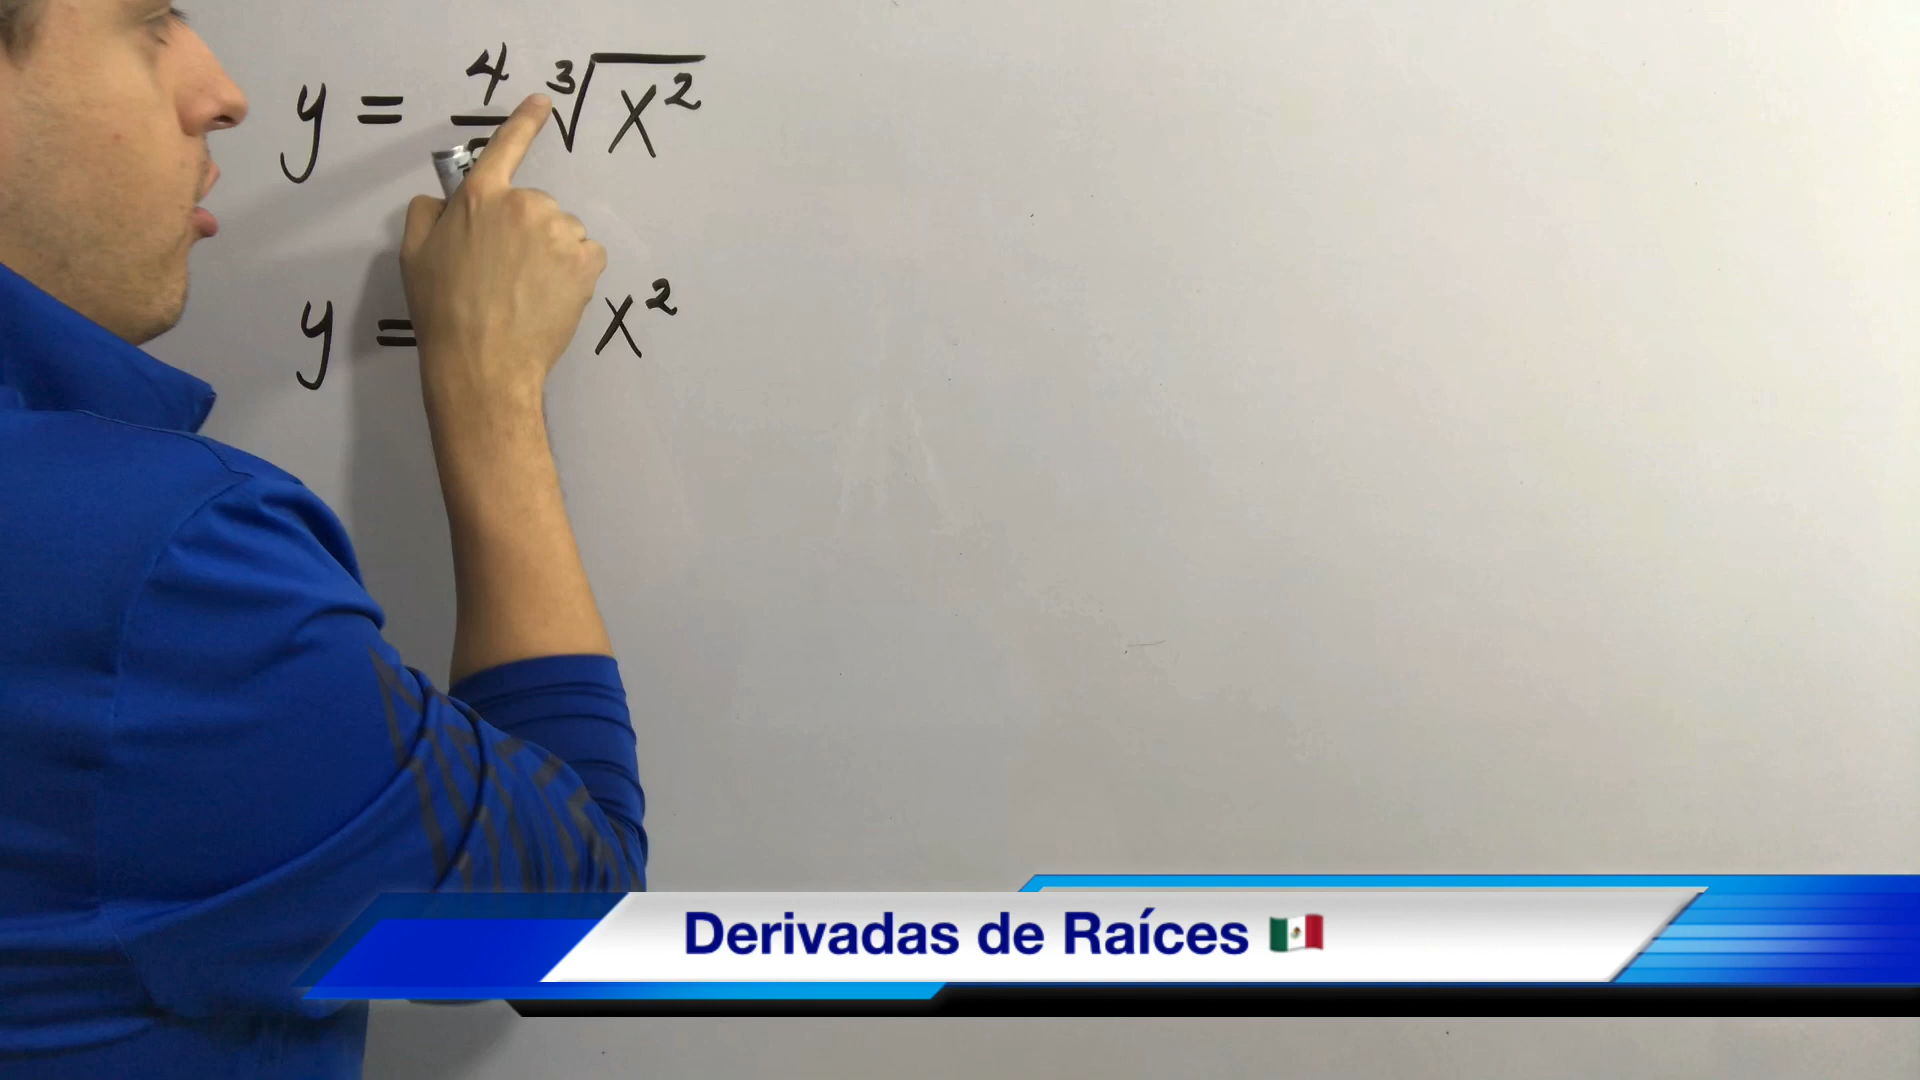 y = 4 ∛x²
y = x²
Derivadas de Raíces 🇲🇽